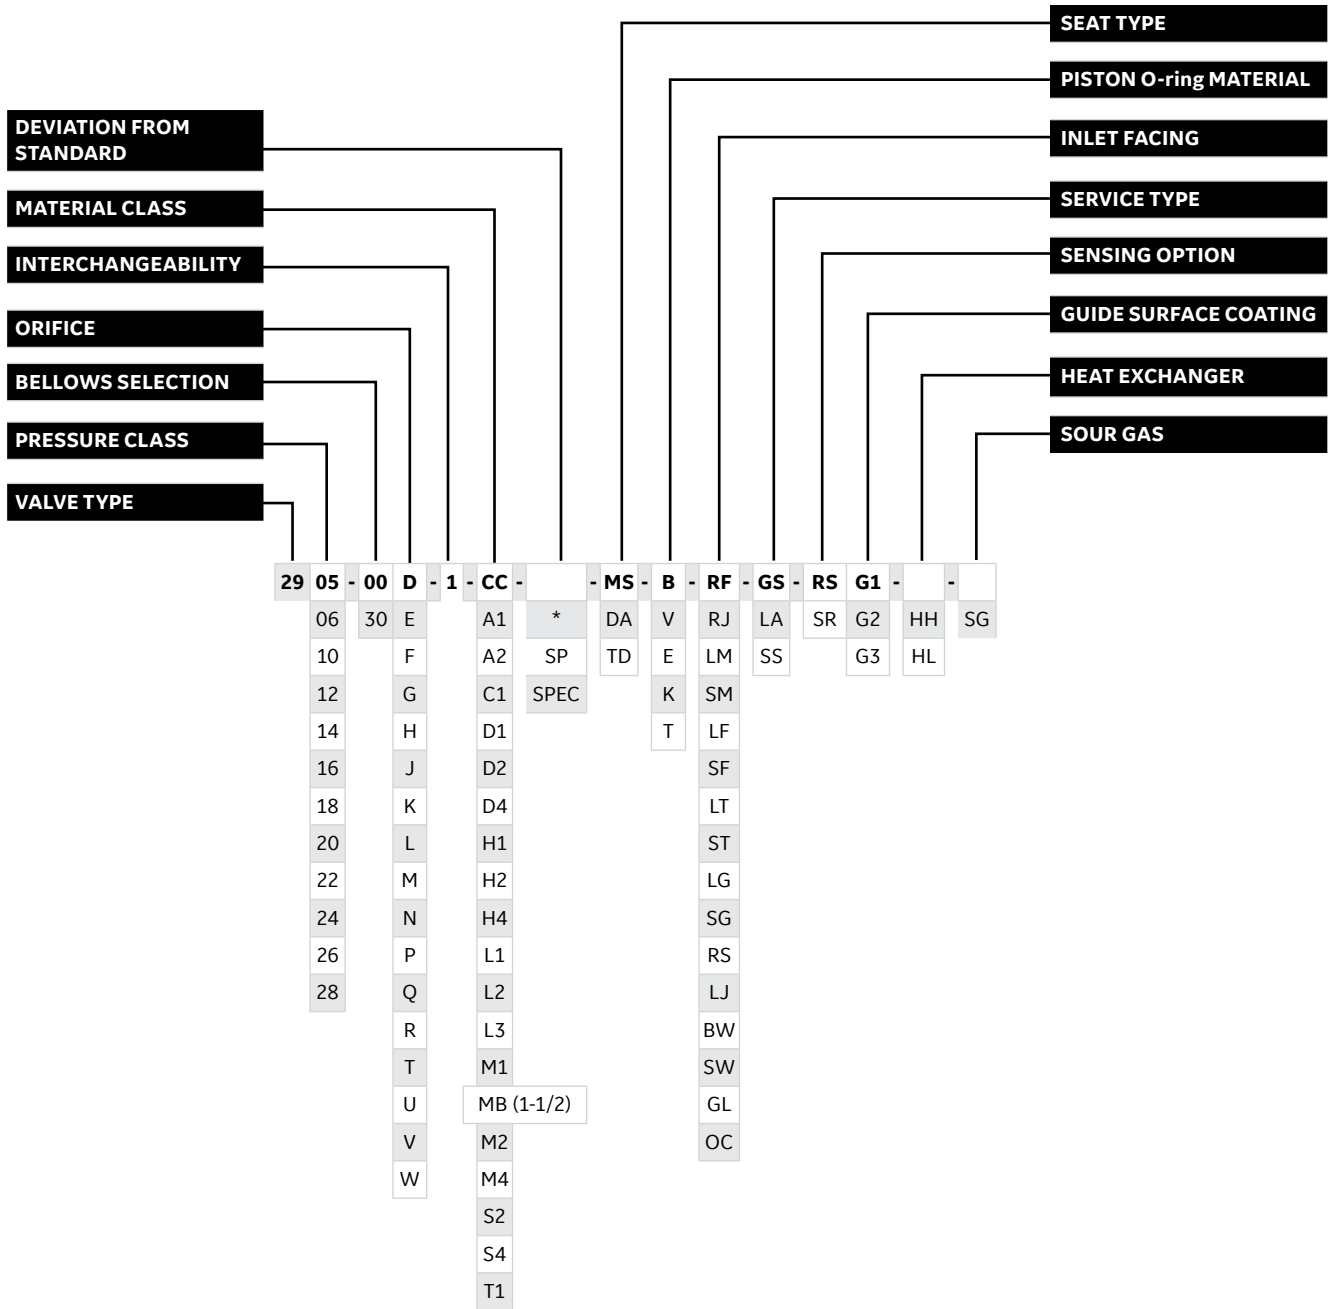 SEAT TYPE
PISTON O-ring MATERIAL
DEVIATION FROM
STANDARD
INLET FACING
MATERIAL CLASS
SERVICE TYPE
INTERCHANGEABILITY
SENSING OPTION
ORIFICE
GUIDE SURFACE COATING
BELLOWS SELECTION
HEAT EXCHANGER
PRESSURE CLASS
SOUR GAS
VALVE TYPE
29 05 - 00 D - 1 - CC - - MS - B - RF - GS - RS G1 - -
06 30 E A1 * DA V RJ LA SR G2 HH SG
10 F A2 SP TD E LM SS G3 HL
12 G C1 SPEC K SM
14 H D1 T LF
16 J D2 SF
18 K D4 LT
20 L H1 ST
22 M H2 LG
24 N H4 SG
26 P L1 RS
28 Q L2 LJ
R L3 BW
T M1 SW
U MB (1-1/2) GL
V M2 OC
W M4
S2
S4
T1